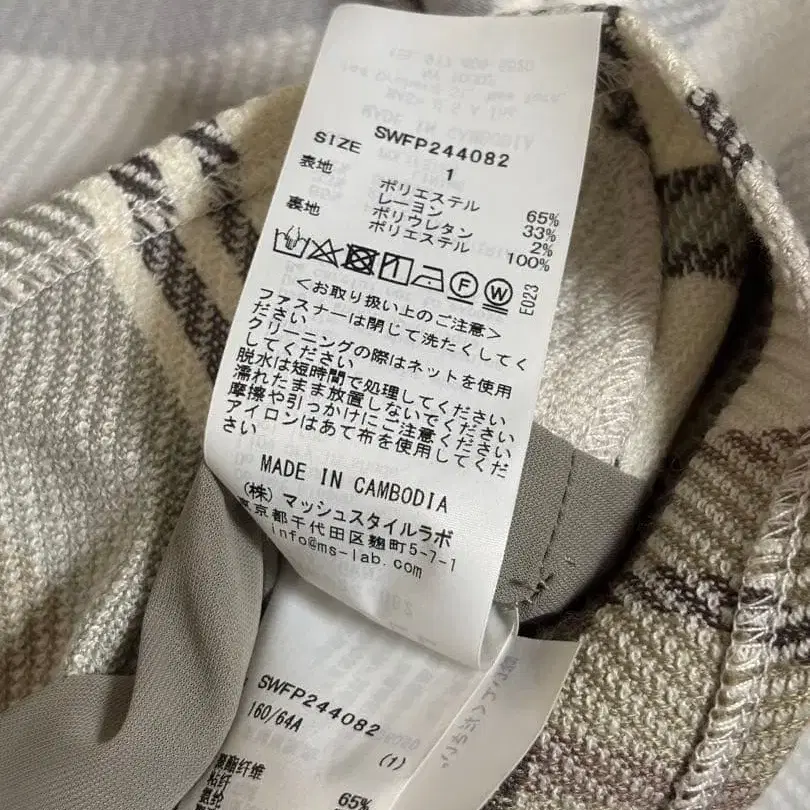 SWFP244082
SIZE 1
表地 ポリエステル 65%
レーヨン 33%
ポリウレタン 2%
裏地 ポリエステル 100%
F W E023
<お取り扱い上のご注意>
ファスナーは閉じて洗たくしてく
ださい
クリーニングの際はネットを使用
してください
脱水は短時間で処理してください
濡れたまま放置しないでください
摩擦や引っかけにご注意ください
アイロンはあて布を使用してくだ
さい
MADE IN CAMBODIA
(株) マッシュスタイルラボ
東京都千代田区麹町5-7-1
info@ms-lab.com
SWFP244082
160/64A
(1)
聚酯纤维 65%
粘纤
氨纶